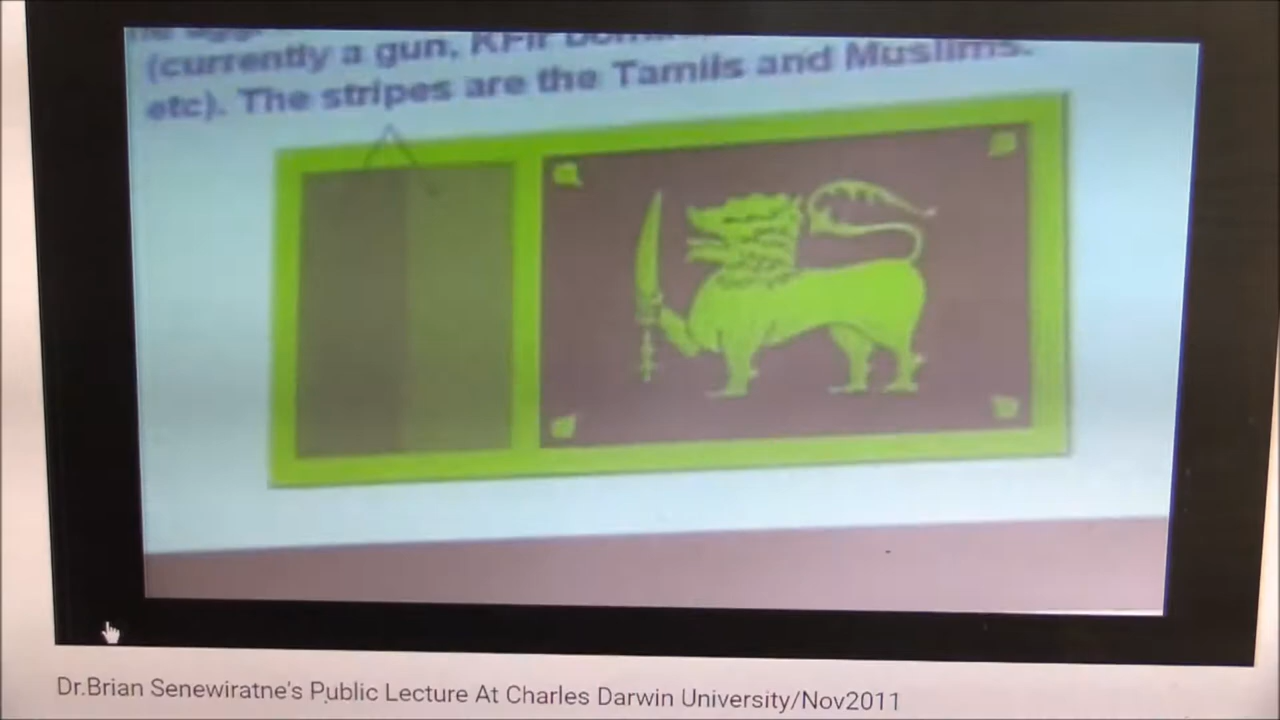 (currently a gun, KFir
etc). The stripes are the Tamils and Muslims.
Dr.Brian Senewiratne's Public Lecture At Charles Darwin University/Nov2011